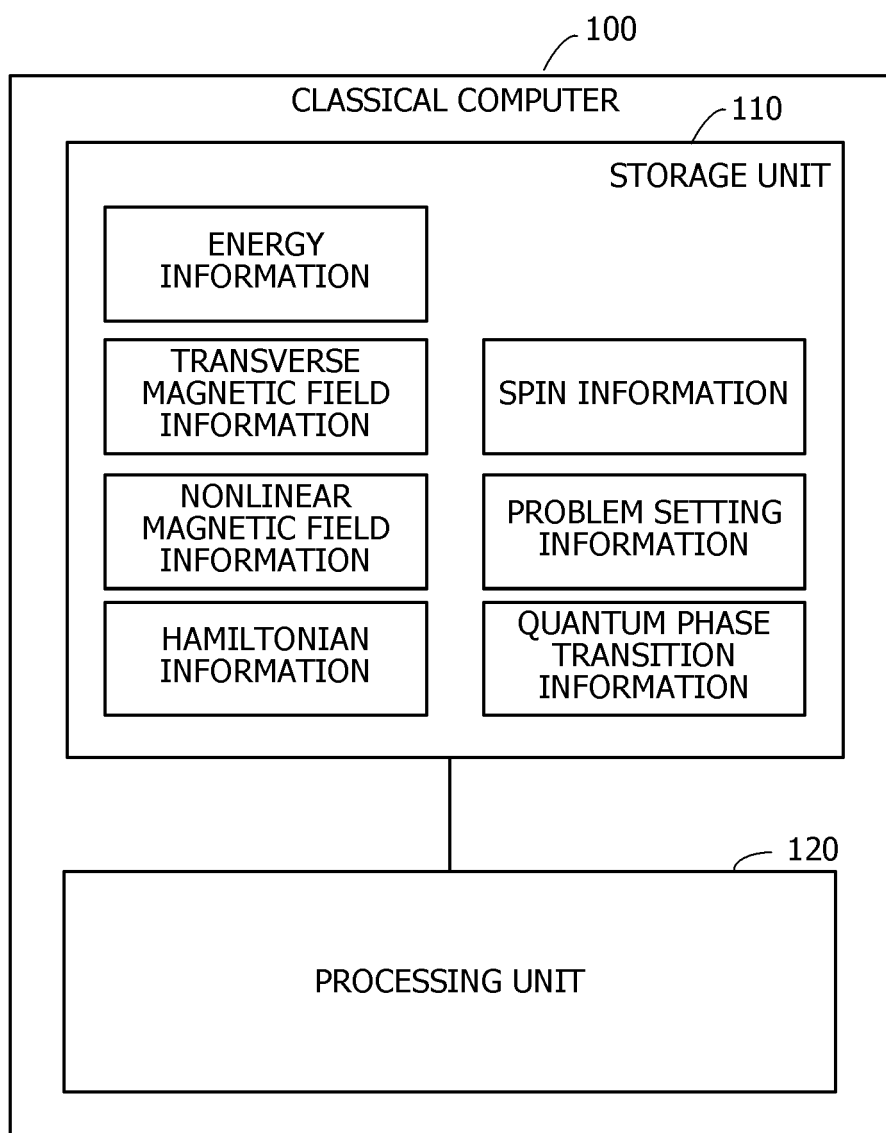 100
CLASSICAL COMPUTER
110
STORAGE UNIT
ENERGY
INFORMATION
TRANSVERSE
MAGNETIC FIELD
INFORMATION
SPIN INFORMATION
NONLINEAR
MAGNETIC FIELD
INFORMATION
PROBLEM SETTING
INFORMATION
HAMILTONIAN
INFORMATION
QUANTUM PHASE
TRANSITION
INFORMATION
120
PROCESSING UNIT